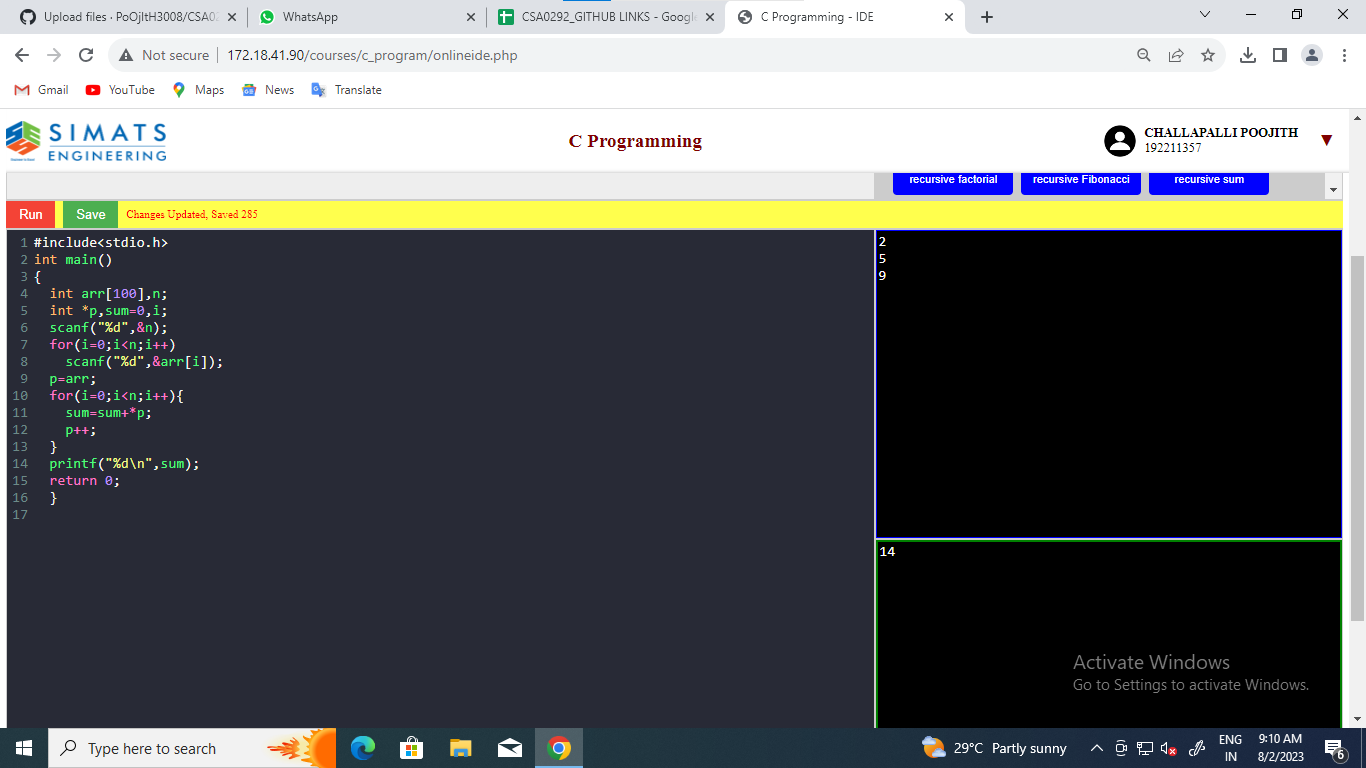 Upload files · PoOjItH3008/CSA02
WhatsApp
CSA0292_GITHUB LINKS - Google
C Programming - IDE
Not secure
172.18.41.90/courses/c_program/onlineide.php
Gmail
YouTube
Maps
News
Translate
SIMATS
ENGINEERING
C Programming
CHALLAPALLI POOJITH
192211357
recursive factorial
recursive Fibonacci
recursive sum
Run
Save
Changes Updated, Saved 285
1 #include<stdio.h>
2 int main()
3 {
4   int arr[100],n;
5   int *p,sum=0,i;
6   scanf("%d",&n);
7   for(i=0;i<n;i++)
8     scanf("%d",&arr[i]);
9   p=arr;
10   for(i=0;i<n;i++){
11     sum=sum+*p;
12     p++;
13   }
14   printf("%d\n",sum);
15   return 0;
16   }
17
2
5
9
14
Activate Windows
Go to Settings to activate Windows.
Type here to search
29°C Partly sunny
ENG
IN
9:10 AM
8/2/2023
6